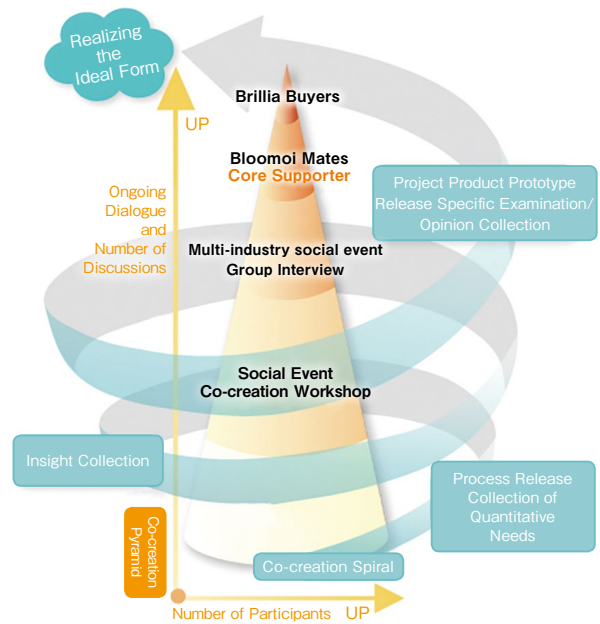 Realizing
the
Ideal Form
UP
Brillia Buyers
Bloomoi Mates
Core Supporter
Ongoing
Dialogue
and
Number of
Discussions
Project Product Prototype
Release Specific Examination/
Opinion Collection
Multi-industry social event
Group Interview
Social Event
Co-creation Workshop
Insight Collection
Process Release
Collection of
Quantitative
Needs
Co-creation
Pyramid
Co-creation Spiral
Number of Participants UP